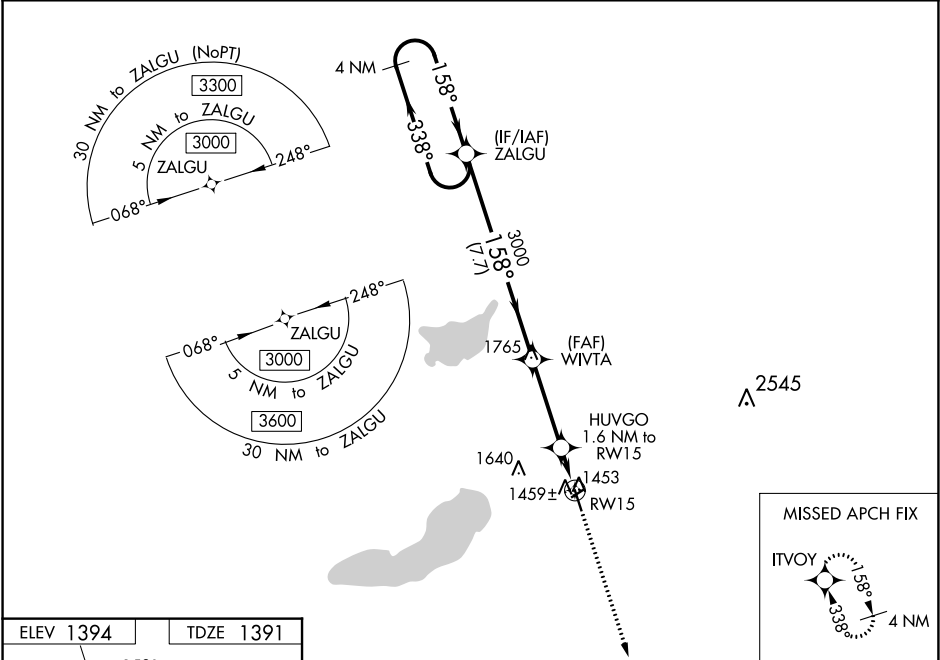 30 NM to ZALGU (NoPT)
3300
5 NM to ZALGU
3000
ZALGU
248°
068°
4 NM
158°
338°
(IF/IAF)
ZALGU
3000
158°
(7.7)
248°
068°
ZALGU
3000
5 NM to ZALGU
3600
30 NM to ZALGU
1765
(FAF)
WIVTA
2545
HUVGO
1.6 NM to
RW15
1640
1453
1459±
RW15
MISSED APCH FIX
ITVOY
158°
338°
4 NM
ELEV 1394
TDZE 1391